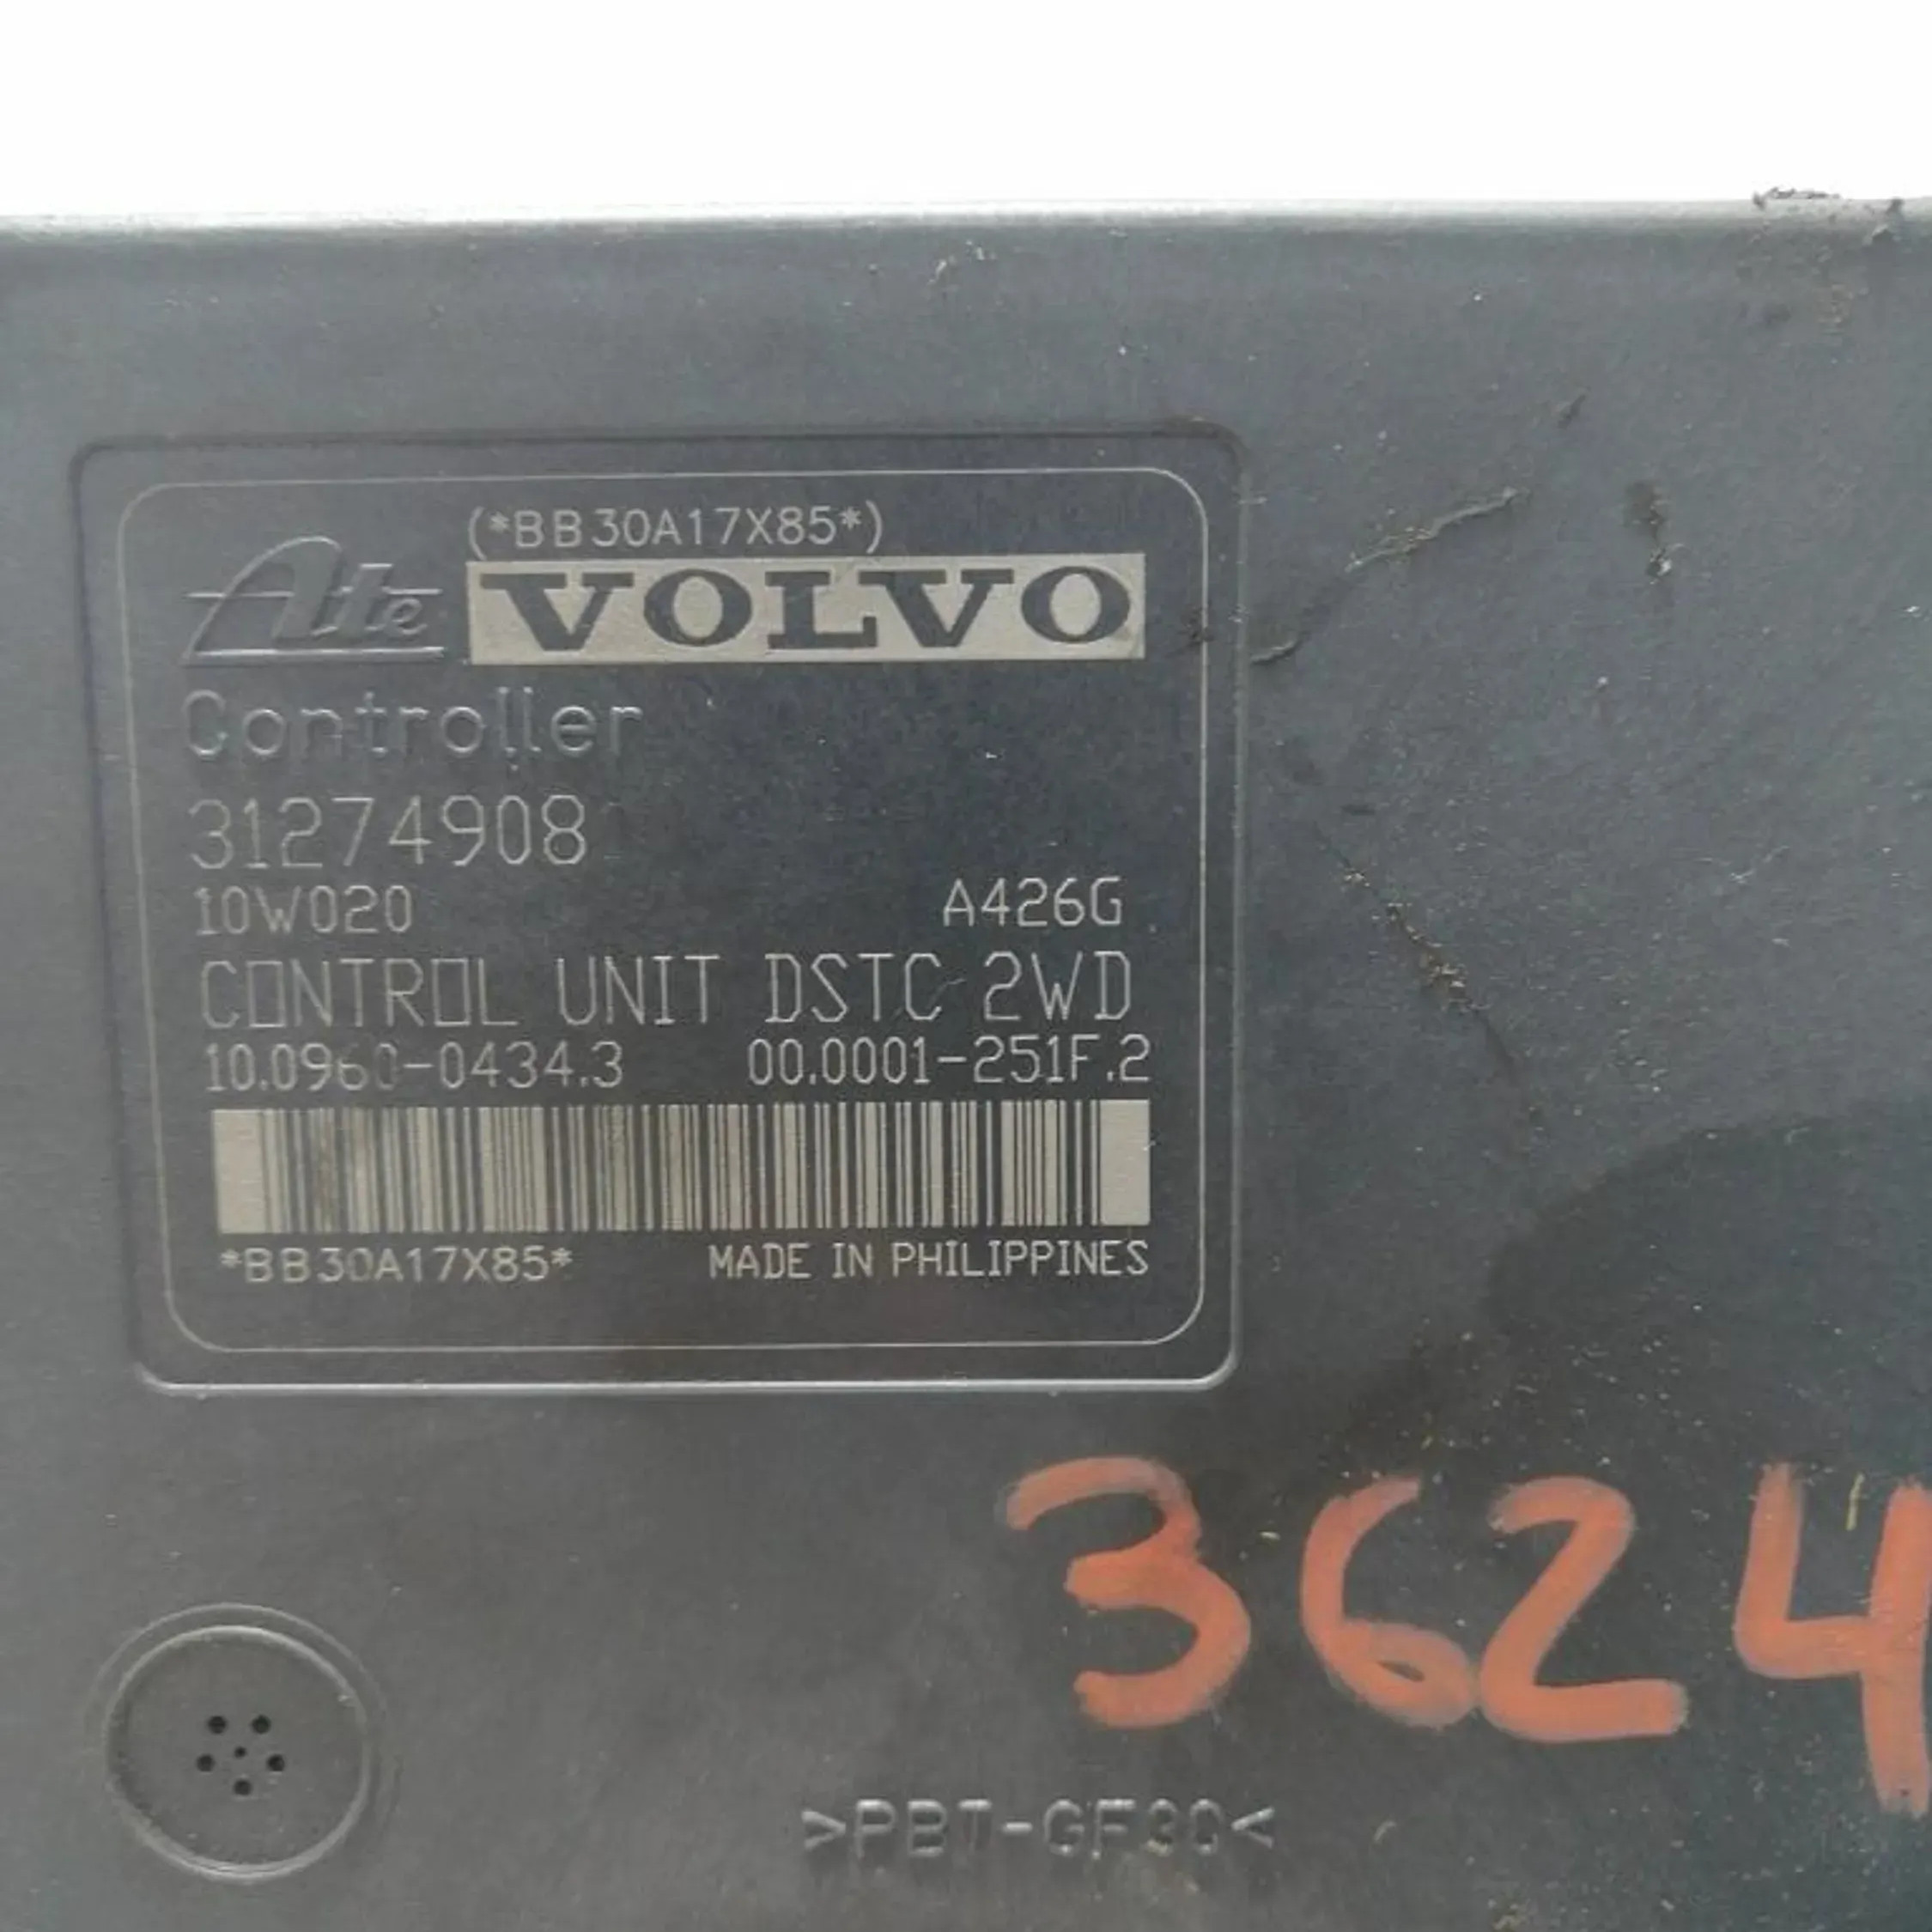 (*BB30A17X85*)
Ate VOLVO
Controller
31274908
10W020 A426G
CONTROL UNIT DSTC 2WD
10.0960-0434.3 00.0001-251F.2
*BB30A17X85* MADE IN PHILIPPINES
3624
>PBT-GF30<